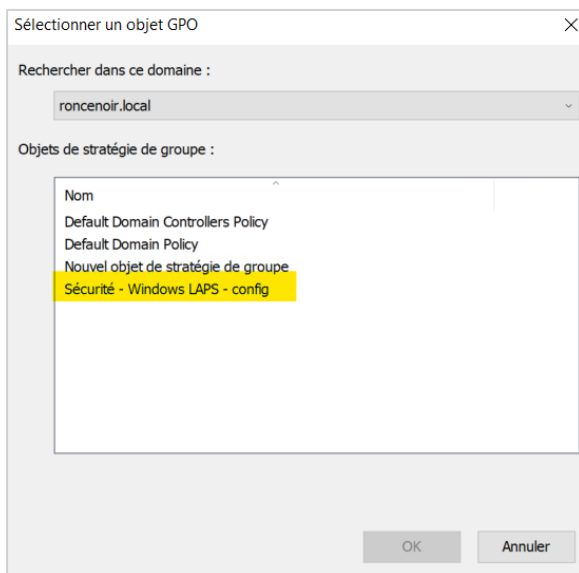 Sélectionner un objet GPO
Rechercher dans ce domaine :
roncenoir.local
Objets de stratégie de groupe :
Nom
Default Domain Controllers Policy
Default Domain Policy
Nouvel objet de stratégie de groupe
Sécurité - Windows LAPS - config
OK
Annuler